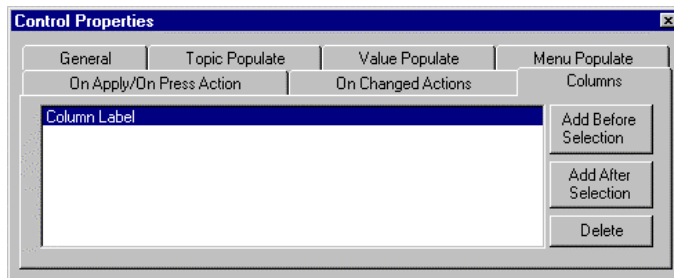 Control Properties
General Topic Populate Value Populate Menu Populate
On Apply/On Press Action On Changed Actions Columns
Column Label
Add Before
Selection
Add After
Selection
Delete